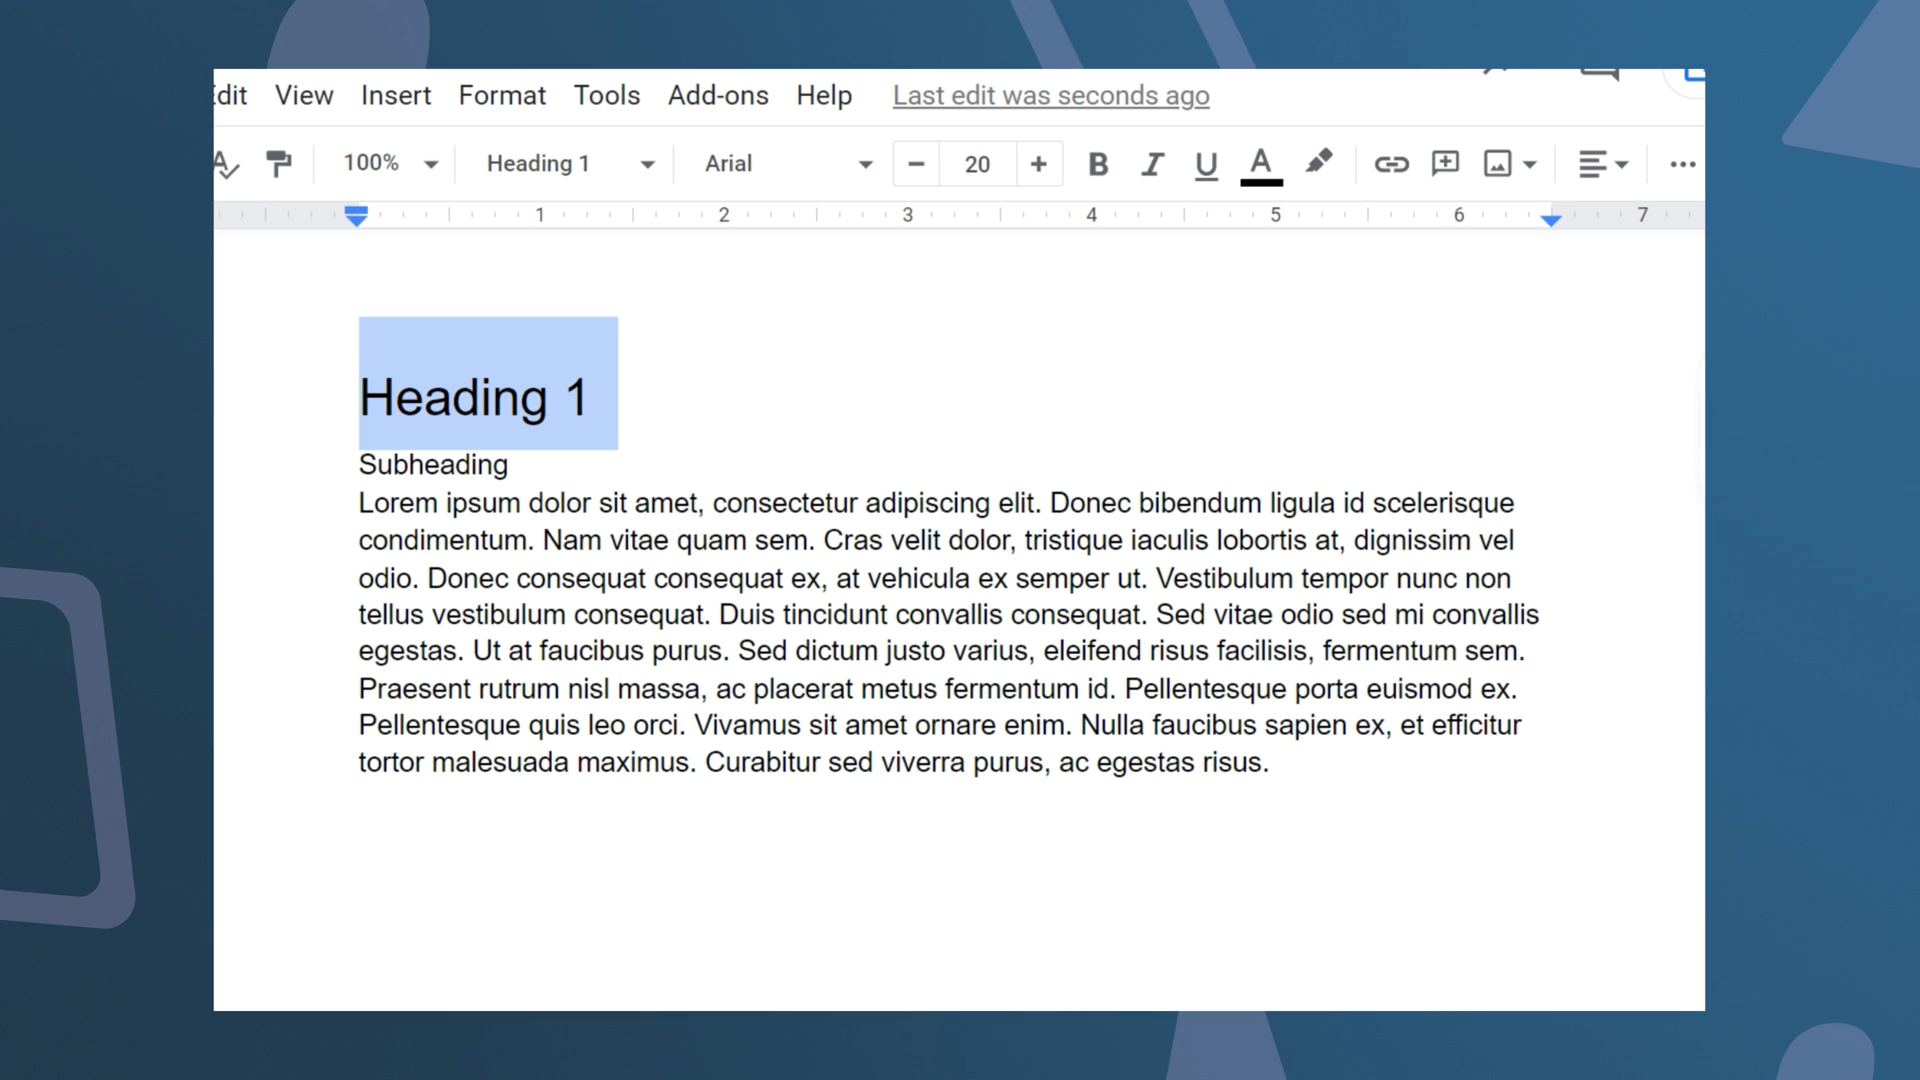 Edit View Insert Format Tools Add-ons Help Last edit was seconds ago
A 100% Heading 1 Arial − 20 + B I U A
1 2 3 4 5 6 7
Heading 1
Subheading
Lorem ipsum dolor sit amet, consectetur adipiscing elit. Donec bibendum ligula id scelerisque
condimentum. Nam vitae quam sem. Cras velit dolor, tristique iaculis lobortis at, dignissim vel
odio. Donec consequat consequat ex, at vehicula ex semper ut. Vestibulum tempor nunc non
tellus vestibulum consequat. Duis tincidunt convallis consequat. Sed vitae odio sed mi convallis
egestas. Ut at faucibus purus. Sed dictum justo varius, eleifend risus facilisis, fermentum sem.
Praesent rutrum nisl massa, ac placerat metus fermentum id. Pellentesque porta euismod ex.
Pellentesque quis leo orci. Vivamus sit amet ornare enim. Nulla faucibus sapien ex, et efficitur
tortor malesuada maximus. Curabitur sed viverra purus, ac egestas risus.